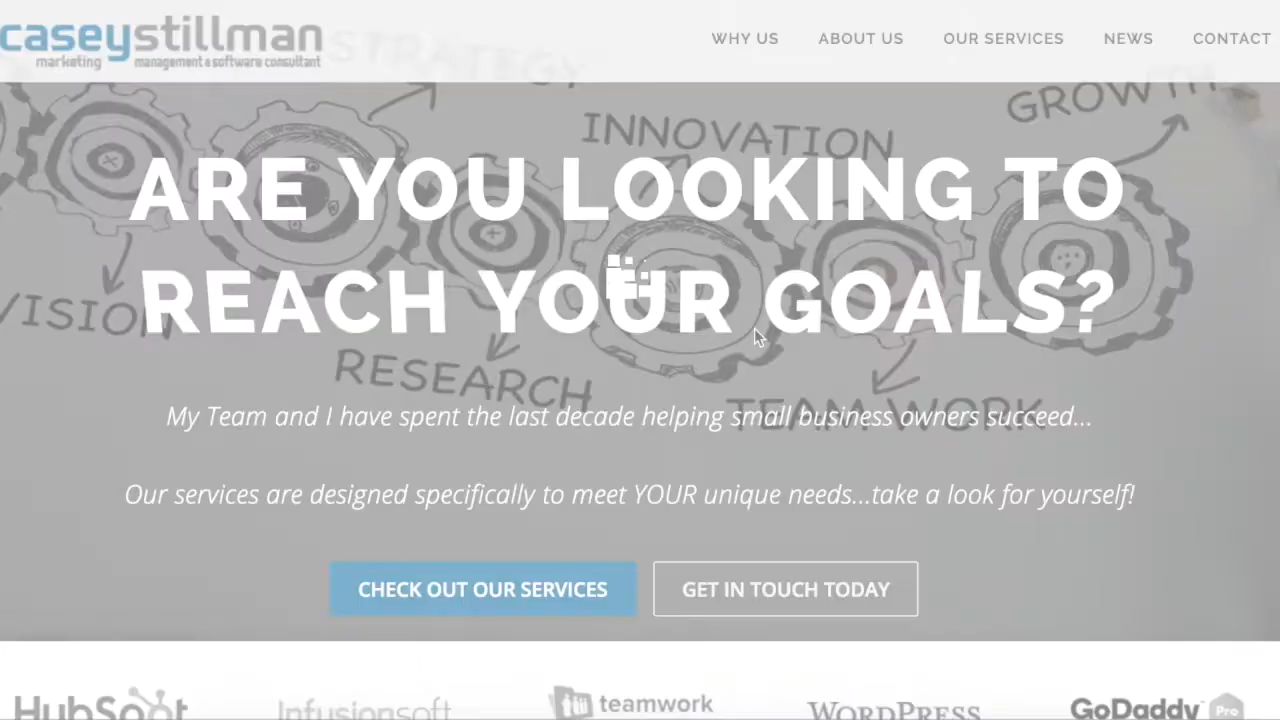 caseystillman
marketing management & software consultant
WHY US ABOUT US OUR SERVICES NEWS CONTACT
STRATEGY
GROWTH
INNOVATION
ARE YOU LOOKING TO
REACH YOUR GOALS?
VISION
RESEARCH
TEAM WORK
My Team and I have spent the last decade helping small business owners succeed...
Our services are designed specifically to meet YOUR unique needs...take a look for yourself!
CHECK OUT OUR SERVICES GET IN TOUCH TODAY
HubSpot Infusionsoft teamwork WORDPRESS GoDaddy Pro